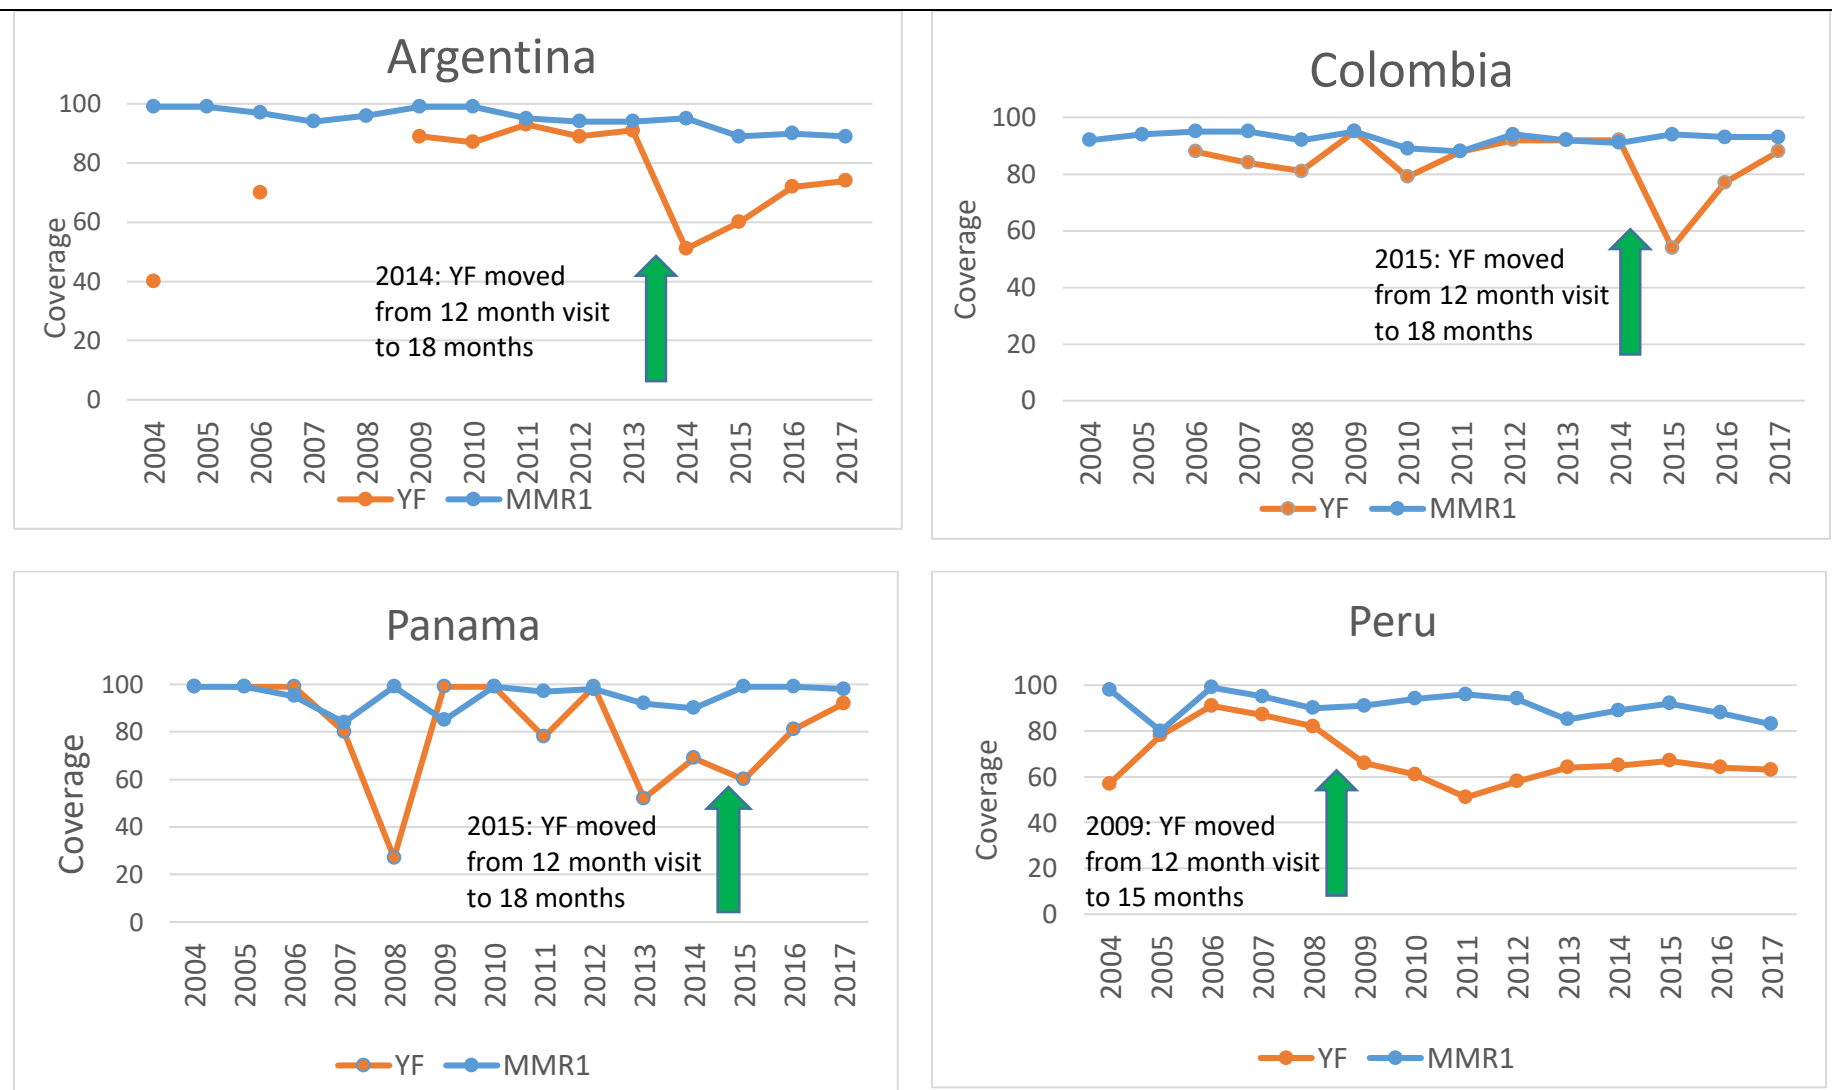 Argentina
100
80
60
40
20
0
Coverage
2014: YF moved
from 12 month visit
to 18 months
2004
2005
2006
2007
2008
2009
2010
2011
2012
2013
2014
2015
2016
2017
YF
MMR1
Colombia
100
80
60
40
20
0
Coverage
2015: YF moved
from 12 month visit
to 18 months
2004
2005
2006
2007
2008
2009
2010
2011
2012
2013
2014
2015
2016
2017
YF
MMR1
Panama
100
80
60
40
20
0
Coverage
2015: YF moved
from 12 month visit
to 18 months
2004
2005
2006
2007
2008
2009
2010
2011
2012
2013
2014
2015
2016
2017
YF
MMR1
Peru
100
80
60
40
20
0
Coverage
2009: YF moved
from 12 month visit
to 15 months
2004
2005
2006
2007
2008
2009
2010
2011
2012
2013
2014
2015
2016
2017
YF
MMR1